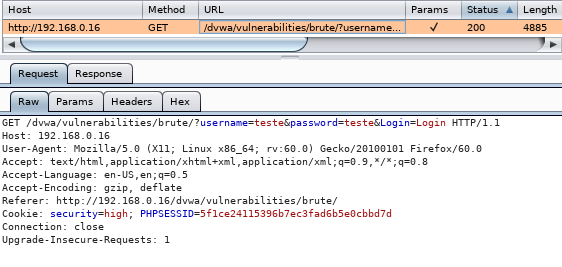 Host Method URL Params Status Length
http://192.168.0.16 GET /dvwa/vulnerabilities/brute/?username... ✓ 200 4885
Request Response
Raw Params Headers Hex
GET /dvwa/vulnerabilities/brute/?username=teste&password=teste&Login=Login HTTP/1.1
Host: 192.168.0.16
User-Agent: Mozilla/5.0 (X11; Linux x86_64; rv:60.0) Gecko/20100101 Firefox/60.0
Accept: text/html,application/xhtml+xml,application/xml;q=0.9,*/*;q=0.8
Accept-Language: en-US,en;q=0.5
Accept-Encoding: gzip, deflate
Referer: http://192.168.0.16/dvwa/vulnerabilities/brute/
Cookie: security=high; PHPSESSID=5f1ce24115396b7ec3fad6b5e0cbbd7d
Connection: close
Upgrade-Insecure-Requests: 1